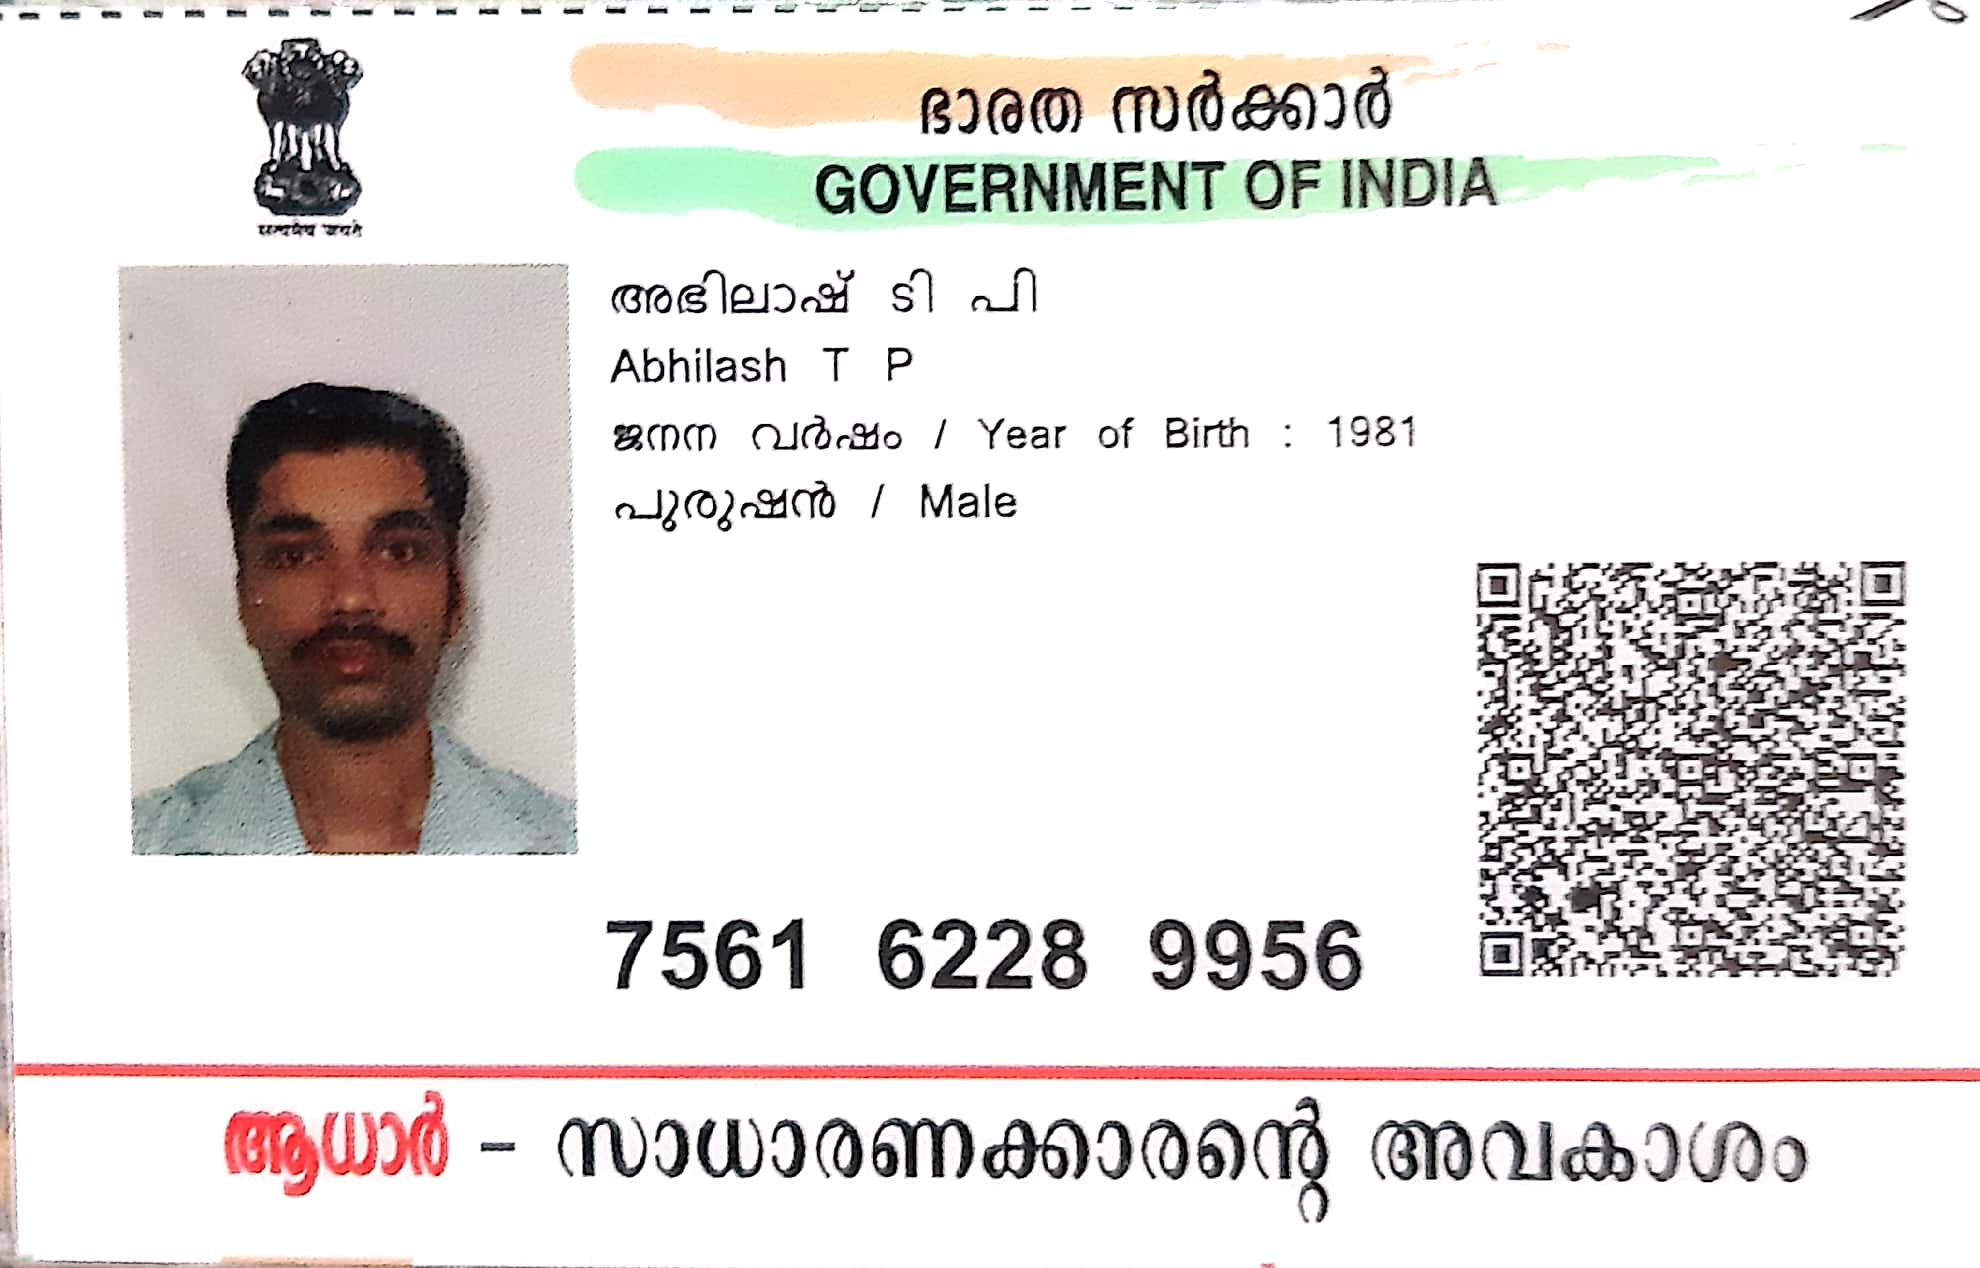 सत्यमेव जयते
ഭാരത സർക്കാർ
GOVERNMENT OF INDIA
അഭിലാഷ് ടി പി
Abhilash T P
ജനന വർഷം / Year of Birth : 1981
പുരുഷൻ / Male
7561 6228 9956
ആധാർ - സാധാരണക്കാരന്റെ അവകാശം